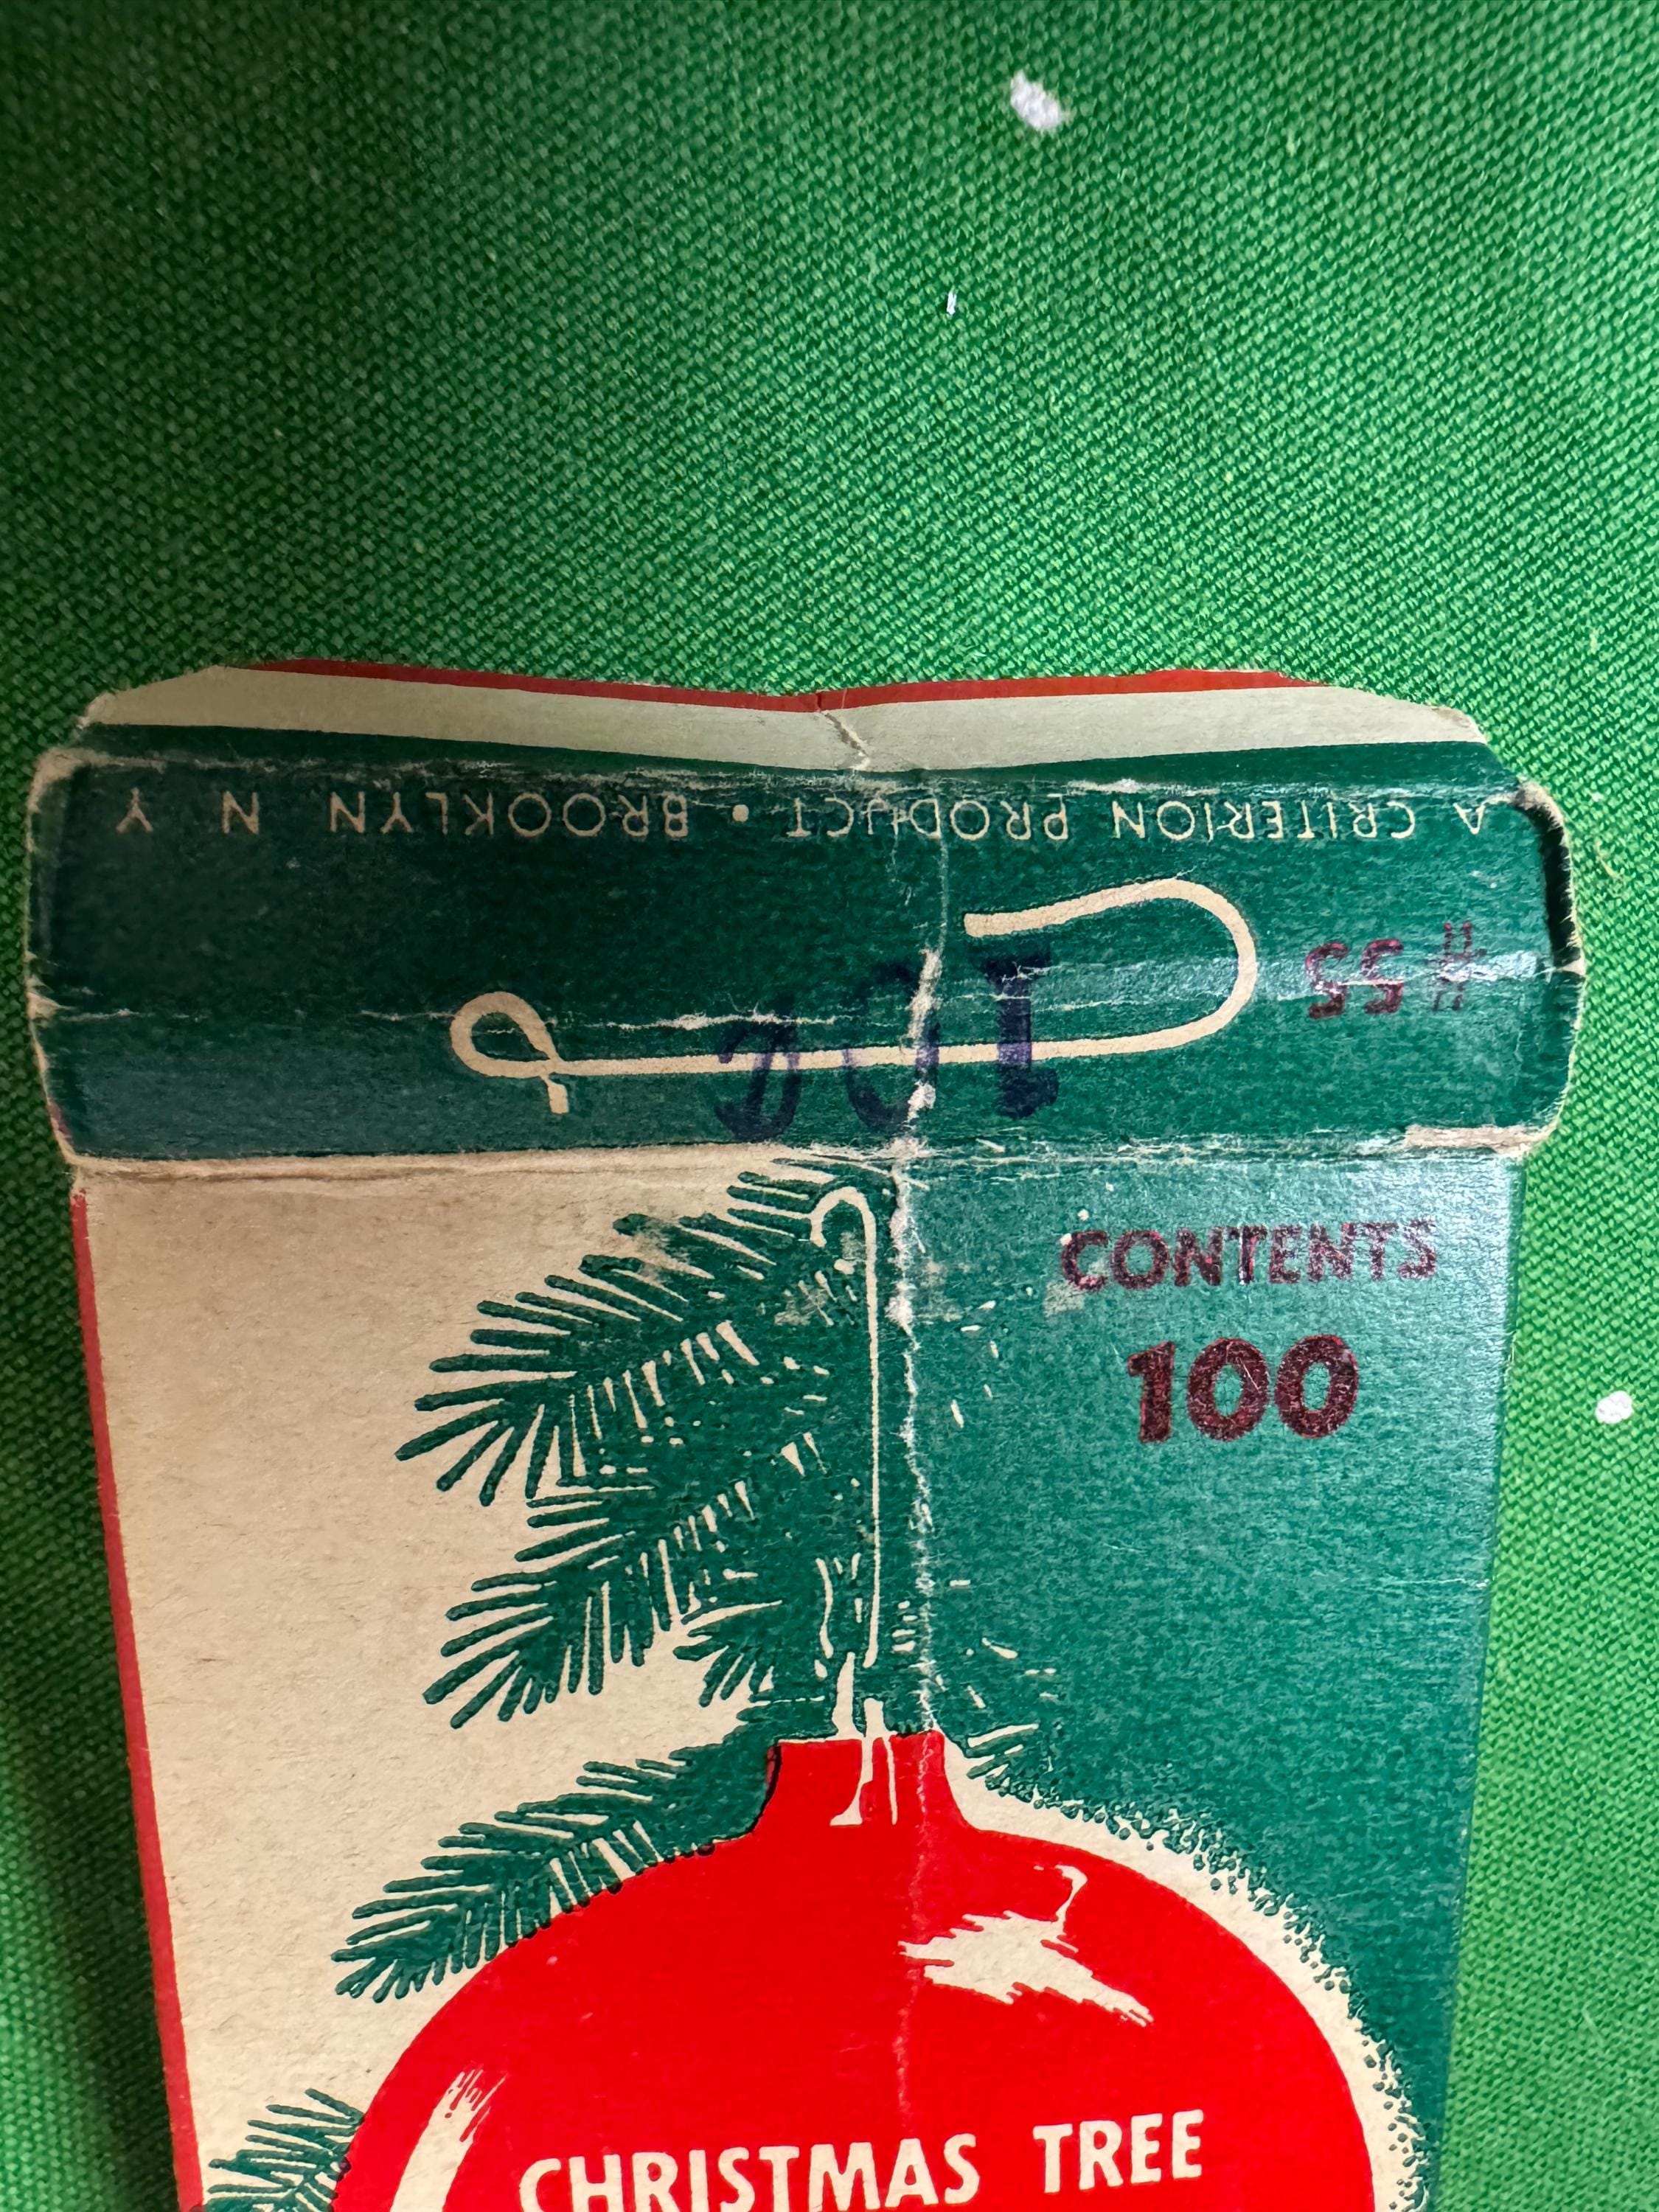 A CRITERION PRODUCT • BROOKLYN N Y
#55
10¢
CONTENTS
100
CHRISTMAS TREE